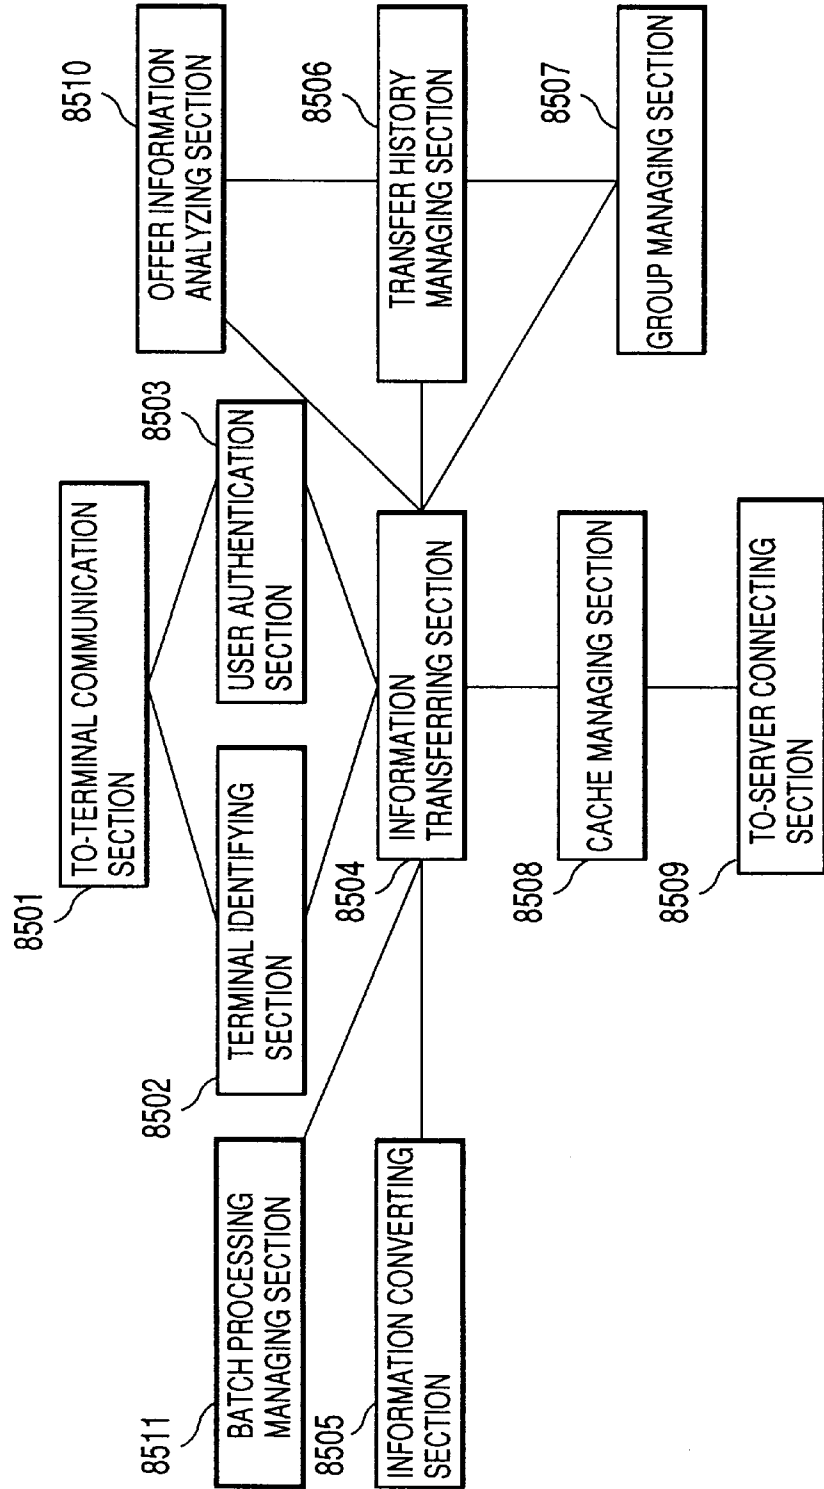 8501
TO-TERMINAL COMMUNICATION
SECTION
8502
TERMINAL IDENTIFYING
SECTION
8503
USER AUTHENTICATION
SECTION
8510
OFFER INFORMATION
ANALYZING SECTION
8511
BATCH PROCESSING
MANAGING SECTION
8505
INFORMATION CONVERTING
SECTION
8504
INFORMATION
TRANSFERRING SECTION
8506
TRANSFER HISTORY
MANAGING SECTION
8508
CACHE MANAGING SECTION
8507
GROUP MANAGING SECTION
8509
TO-SERVER CONNECTING
SECTION